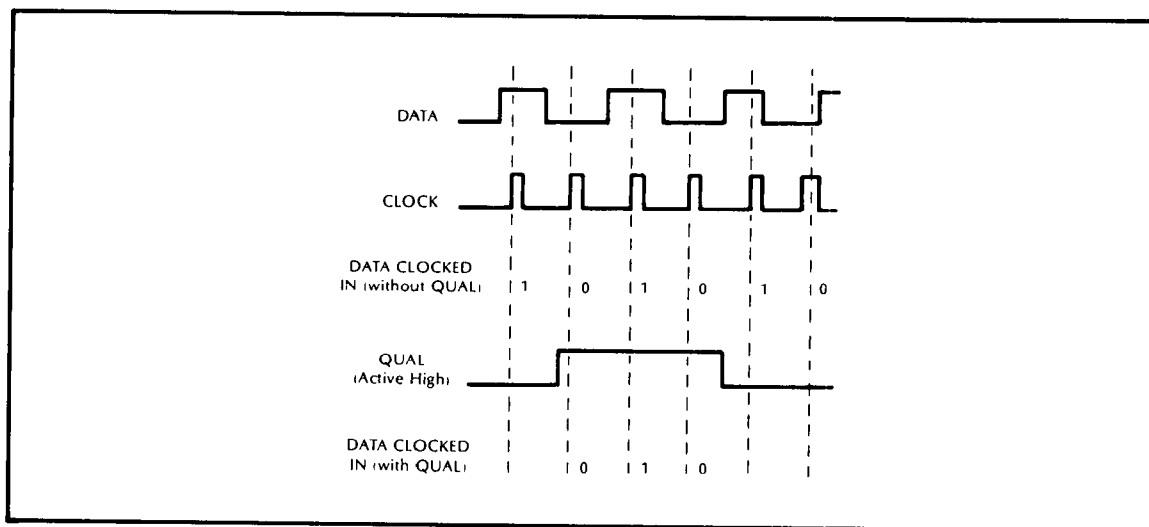 DATA
CLOCK
DATA CLOCKED
IN (without QUAL) 1 0 1 0 1 0
QUAL
(Active High)
DATA CLOCKED
IN (with QUAL) 0 1 0